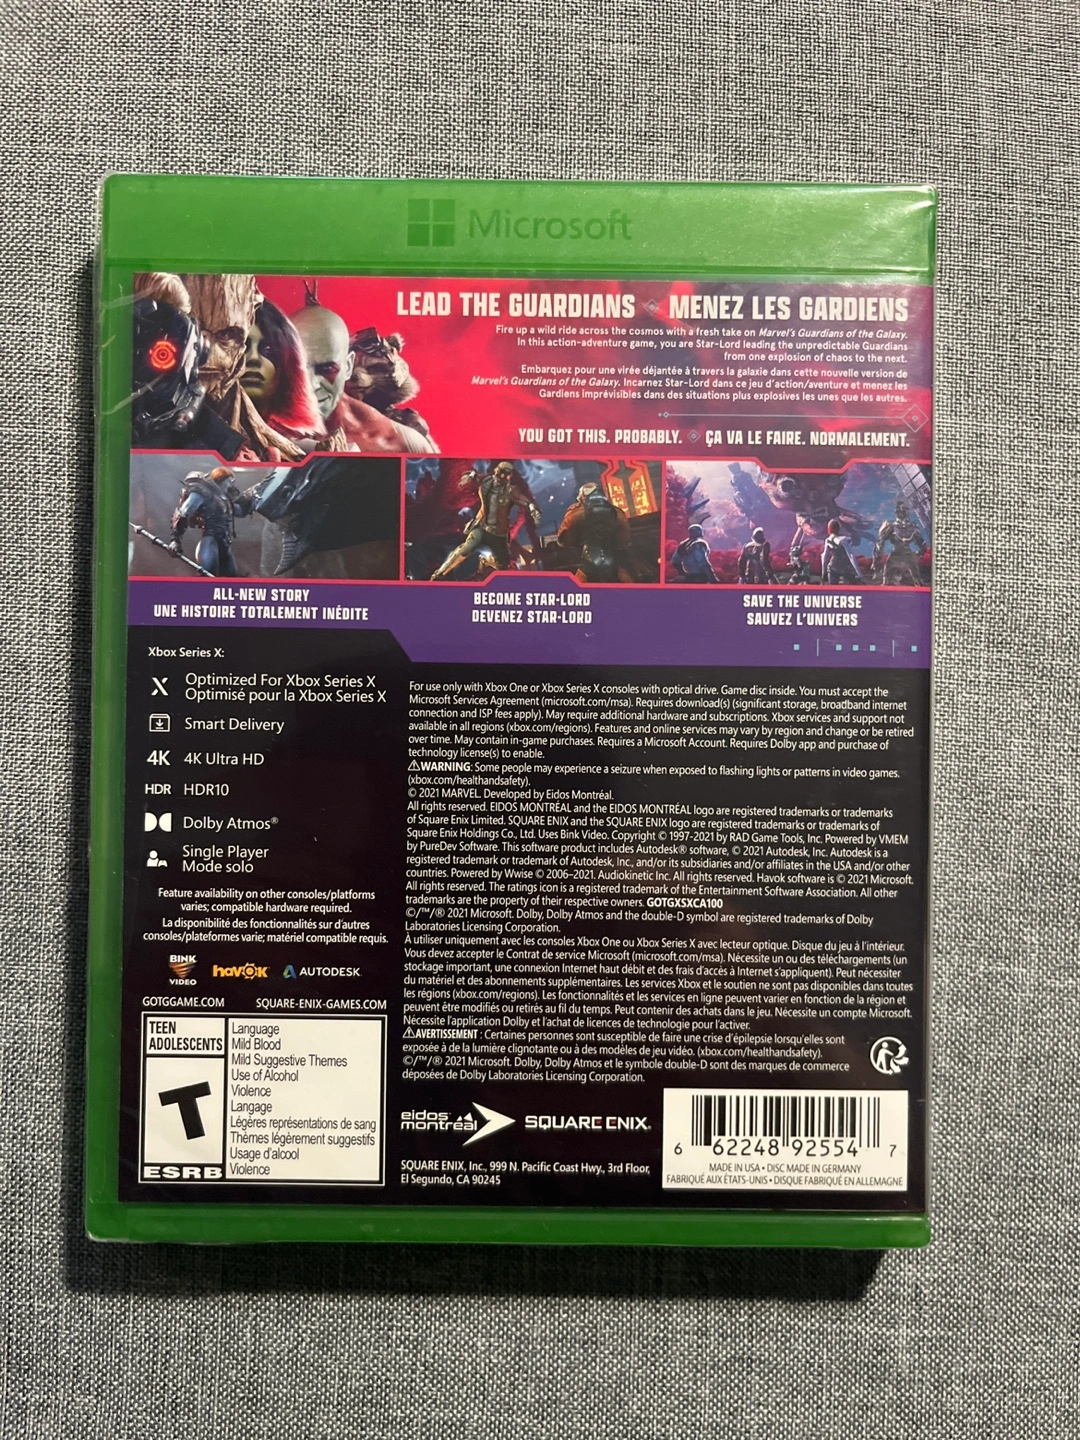 Microsoft
LEAD THE GUARDIANS MENEZ LES GARDIENS
Fire up a wild ride across the cosmos with a fresh take on Marvel's Guardians of the Galaxy.
In this action-adventure game, you are Star-Lord leading the unpredictable Guardians
from one explosion of chaos to the next.
Embarquez pour une virée déjantée à travers la galaxie dans cette nouvelle version de
Marvel's Guardians of the Galaxy. Incarnez Star-Lord dans ce jeu d'action/aventure et menez les
Gardiens imprévisibles dans des situations plus explosives les unes que les autres.
YOU GOT THIS. PROBABLY. ÇA VA LE FAIRE. NORMALEMENT.
ALL-NEW STORY
UNE HISTOIRE TOTALEMENT INÉDITE
BECOME STAR-LORD
DEVENEZ STAR-LORD
SAVE THE UNIVERSE
SAUVEZ L'UNIVERS
Xbox Series X:
X Optimized For Xbox Series X
Optimisé pour la Xbox Series X
Smart Delivery
4K 4K Ultra HD
HDR HDR10
Dolby Atmos®
Single Player
Mode solo
Feature availability on other consoles/platforms
varies; compatible hardware required.
La disponibilité des fonctionnalités sur d'autres
consoles/plateformes varie; matériel compatible requis.
BINK
VIDEO
havok
AUTODESK
GOTGGAME.COM SQUARE-ENIX-GAMES.COM
TEEN
ADOLESCENTS
T
ESRB
Language
Mild Blood
Mild Suggestive Themes
Use of Alcohol
Violence
Langage
Légères représentations de sang
Thèmes légèrement suggestifs
Usage d'alcool
Violence
For use only with Xbox One or Xbox Series X consoles with optical drive. Game disc inside. You must accept the
Microsoft Services Agreement (microsoft.com/msa). Requires download(s) (significant storage, broadband internet
connection and ISP fees apply). May require additional hardware and subscriptions. Xbox services and support not
available in all regions (xbox.com/regions). Features and online services may vary by region and change or be retired
over time. May contain in-game purchases. Requires a Microsoft Account. Requires Dolby app and purchase of
technology license(s) to enable.
⚠WARNING: Some people may experience a seizure when exposed to flashing lights or patterns in video games.
(xbox.com/healthandsafety).
© 2021 MARVEL. Developed by Eidos Montréal.
All rights reserved. EIDOS MONTRÉAL and the EIDOS MONTRÉAL logo are registered trademarks or trademarks
of Square Enix Limited. SQUARE ENIX and the SQUARE ENIX logo are registered trademarks or trademarks of
Square Enix Holdings Co., Ltd. Uses Bink Video. Copyright © 1997-2021 by RAD Game Tools, Inc. Powered by VMEM
by PureDev Software. This software product includes Autodesk® software, © 2021 Autodesk, Inc. Autodesk is a
registered trademark or trademark of Autodesk, Inc., and/or its subsidiaries and/or affiliates in the USA and/or other
countries. Powered by Wwise © 2006–2021. Audiokinetic Inc. All rights reserved. Havok software is © 2021 Microsoft.
All rights reserved. The ratings icon is a registered trademark of the Entertainment Software Association. All other
trademarks are the property of their respective owners. GOTGXSXCA100
©/™/® 2021 Microsoft. Dolby, Dolby Atmos and the double-D symbol are registered trademarks of Dolby
Laboratories Licensing Corporation.
À utiliser uniquement avec les consoles Xbox One ou Xbox Series X avec lecteur optique. Disque du jeu à l'intérieur.
Vous devez accepter le Contrat de service Microsoft (microsoft.com/msa). Nécessite un ou des téléchargements (un
stockage important, une connexion Internet haut débit et des frais d'accès à Internet s'appliquent). Peut nécessiter
du matériel et des abonnements supplémentaires. Les services Xbox et le soutien ne sont pas disponibles dans toutes
les régions (xbox.com/regions). Les fonctionnalités et les services en ligne peuvent varier en fonction de la région et
peuvent être modifiés ou retirés au fil du temps. Peut contenir des achats dans le jeu. Nécessite un compte Microsoft.
Nécessite l'application Dolby et l'achat de licences de technologie pour l'activer.
⚠AVERTISSEMENT : Certaines personnes sont susceptible de faire une crise d'épilepsie lorsqu'elles sont
exposée à de la lumière clignotante ou à des modèles de jeu vidéo. (xbox.com/healthandsafety).
©/™/® 2021 Microsoft. Dolby, Dolby Atmos et le symbole double-D sont des marques de commerce
déposées de Dolby Laboratories Licensing Corporation.
eidos
montréal
SQUARE ENIX.
SQUARE ENIX, Inc., 999 N. Pacific Coast Hwy., 3rd Floor,
El Segundo, CA 90245
6 62248 92554 7
MADE IN USA • DISC MADE IN GERMANY
FABRIQUÉ AUX ÉTATS-UNIS • DISQUE FABRIQUÉ EN ALLEMAGNE